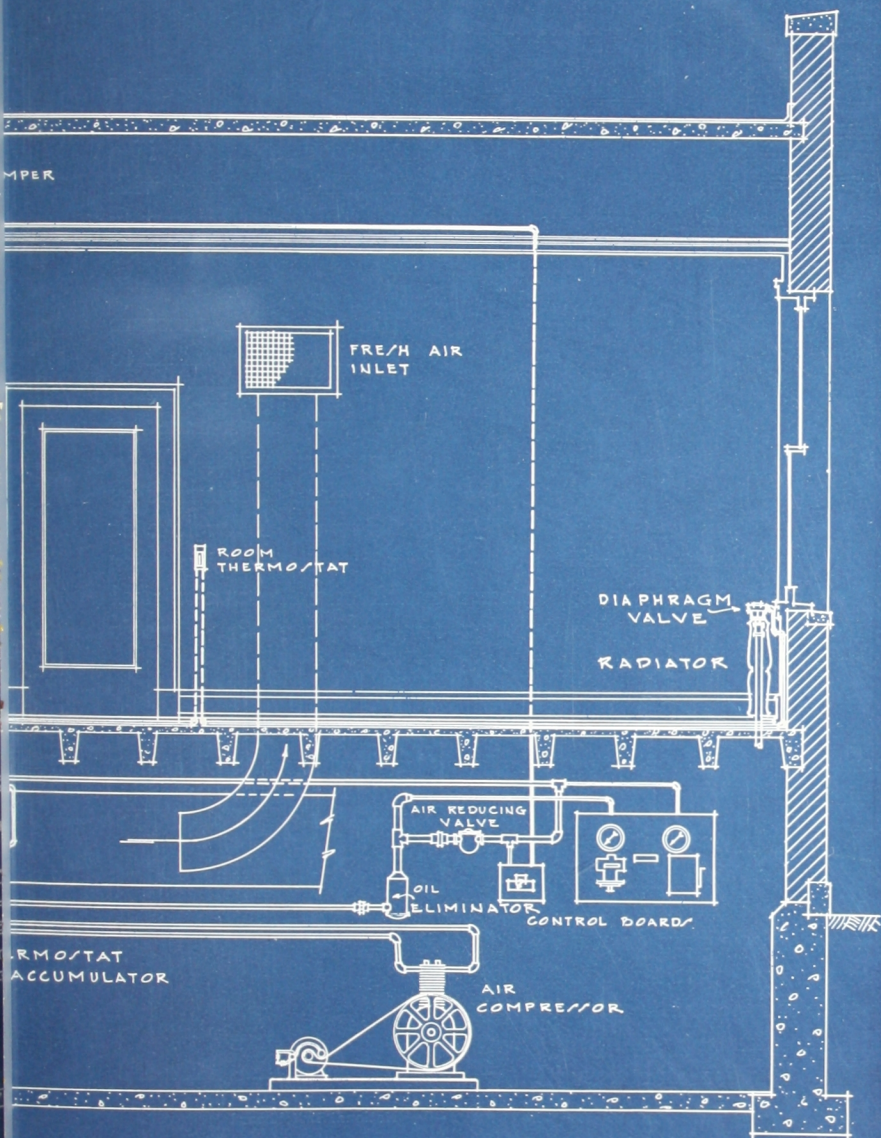 MPER
FRESH AIR
INLET
ROOM
THERMOSTAT
DIAPHRAGM
VALVE
RADIATOR
AIR REDUCING
VALVE
OIL
ELIMINATOR
CONTROL BOARDS
RMOSTAT
ACCUMULATOR
AIR
COMPRESSOR